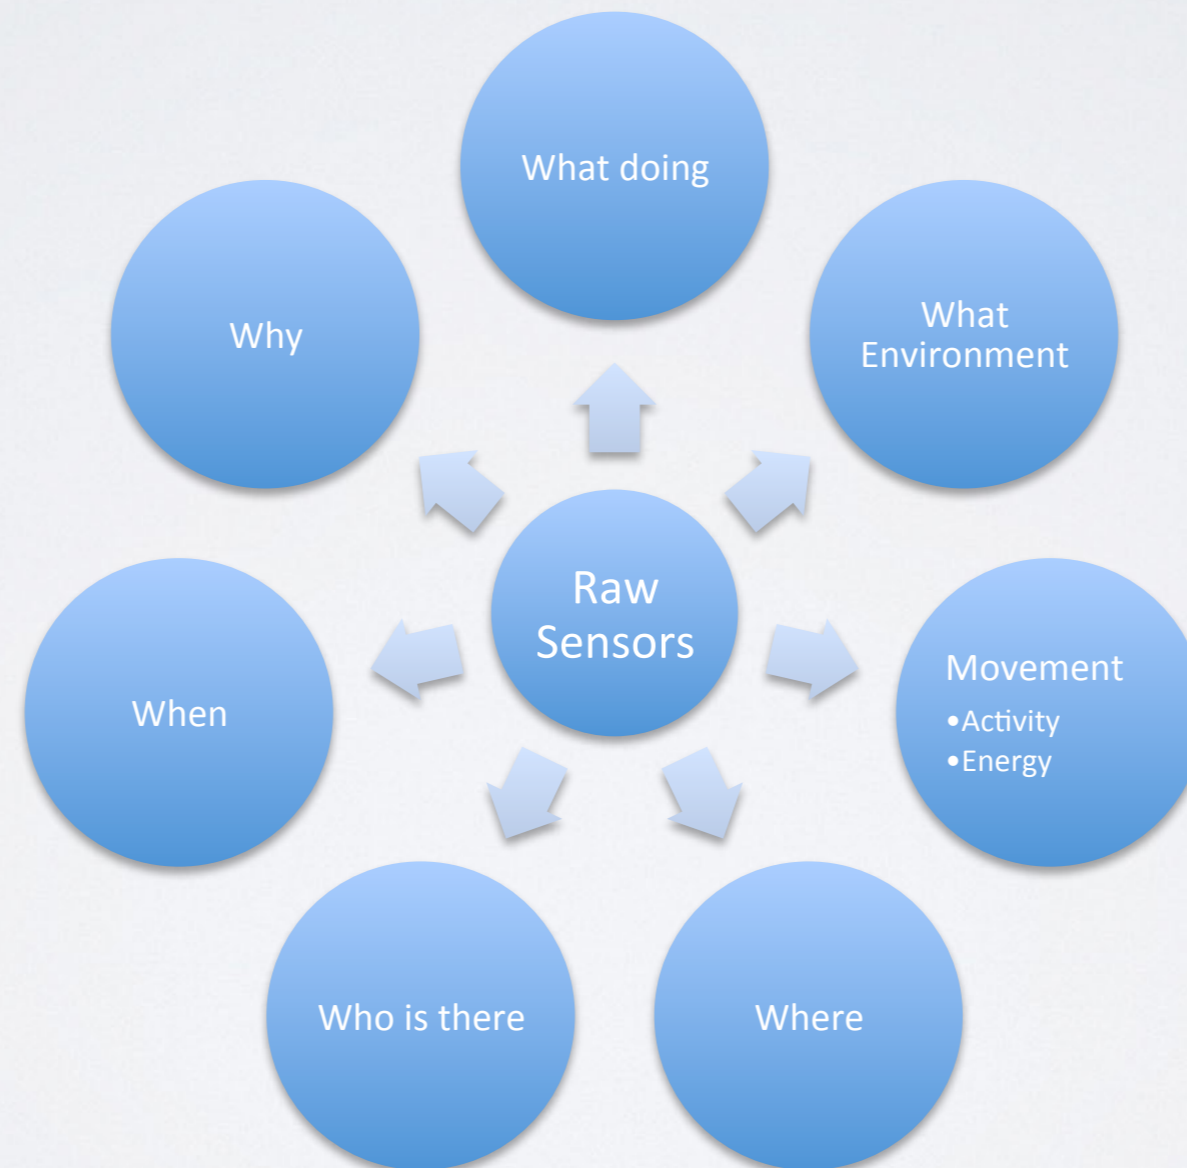 What doing
What
Environment
Why
Raw
Sensors
Movement
•Activity
•Energy
When
Who is there
Where